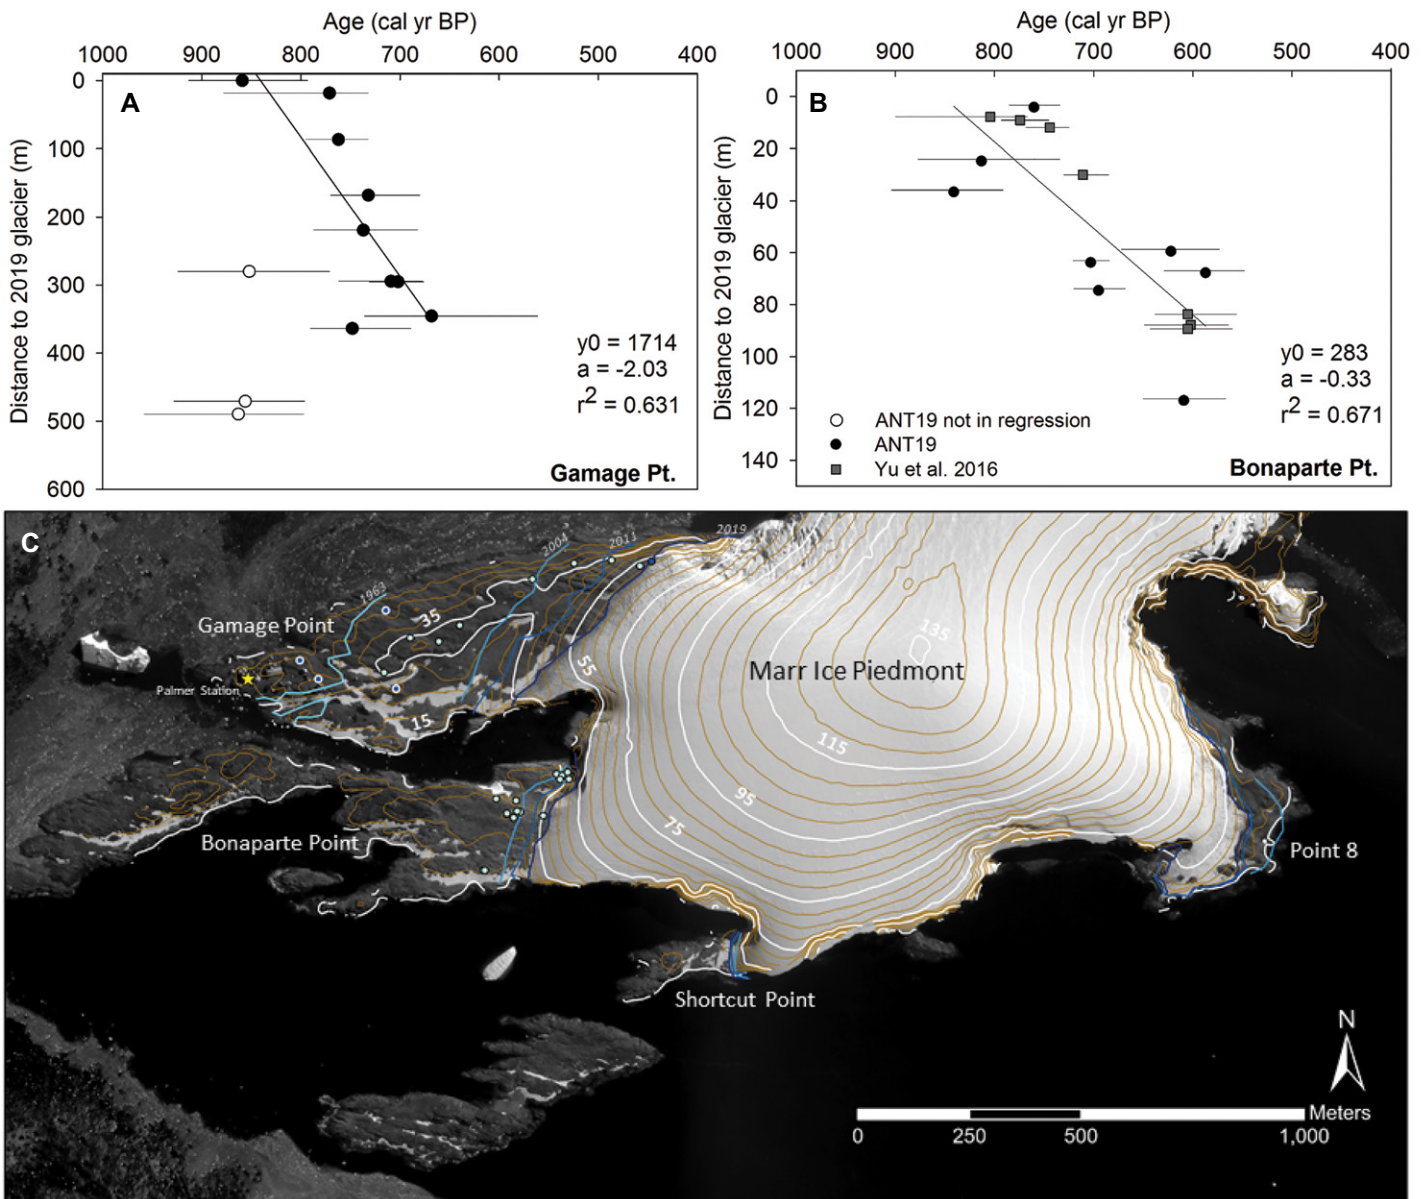 Age (cal yr BP)
1000 900 800 700 600 500 400
A
0
100
200
300
400
500
600
Distance to 2019 glacier (m)
y0 = 1714
a = -2.03
r2 = 0.631
Gamage Pt.
Age (cal yr BP)
1000 900 800 700 600 500 400
B
0
20
40
60
80
100
120
140
Distance to 2019 glacier (m)
y0 = 283
a = -0.33
r2 = 0.671
ANT19 not in regression
ANT19
Yu et al. 2016
Bonaparte Pt.
C
2004 2011 2019
1963
35
Gamage Point
135
55
Marr Ice Piedmont
Palmer Station
15
115
95
75
Bonaparte Point
Point 8
Shortcut Point
N
Meters
0 250 500 1,000